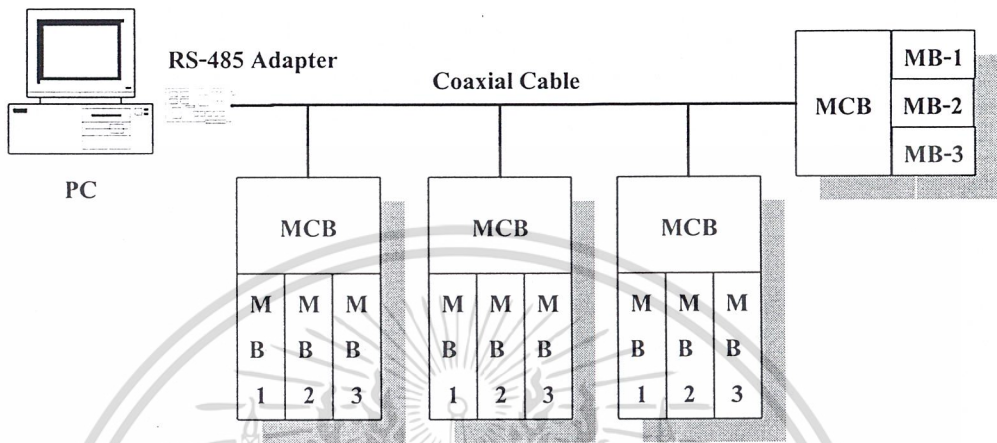 RS-485 Adapter
Coaxial Cable
PC
MCB
MB-1
MB-2
MB-3
MCB
M M M
B B B
1 2 3
MCB
M M M
B B B
1 2 3
MCB
M M M
B B B
1 2 3